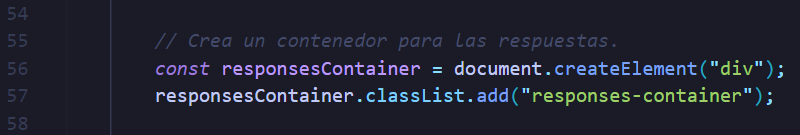 54
55 // Crea un contenedor para las respuestas.
56 const responsesContainer = document.createElement("div");
57 responsesContainer.classList.add("responses-container");
58